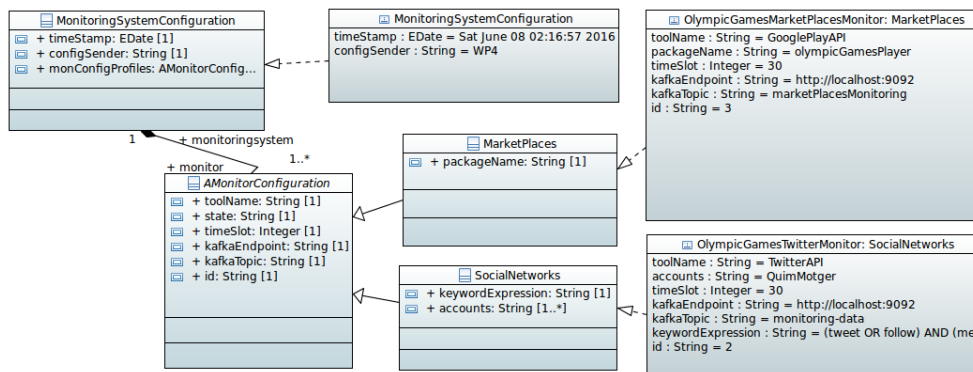 MonitoringSystemConfiguration
+ timeStamp: EDate [1]
+ configSender: String [1]
+ monConfigProfiles: AMonitorConfig...
MonitoringSystemConfiguration
timeStamp : EDate = Sat June 08 02:16:57 2016
configSender : String = WP4
OlympicGamesMarketPlacesMonitor: MarketPlaces
toolName : String = GooglePlayAPI
packageName : String = olympicGamesPlayer
timeSlot : Integer = 30
kafkaEndpoint : String = http://localhost:9092
kafkaTopic : String = marketPlacesMonitoring
id : String = 3
1
+ monitoringsystem
1..*
+ monitor
AMonitorConfiguration
+ toolName: String [1]
+ state: String [1]
+ timeSlot: Integer [1]
+ kafkaEndpoint: String [1]
+ kafkaTopic: String [1]
+ id: String [1]
MarketPlaces
+ packageName: String [1]
SocialNetworks
+ keywordExpression: String [1]
+ accounts: String [1..*]
OlympicGamesTwitterMonitor: SocialNetworks
toolName : String = TwitterAPI
accounts : String = QuimMotger
timeSlot : Integer = 30
kafkaEndpoint : String = http://localhost:9092
kafkaTopic : String = monitoring-data
keywordExpression : String = (tweet OR follow) AND (me
id : String = 2